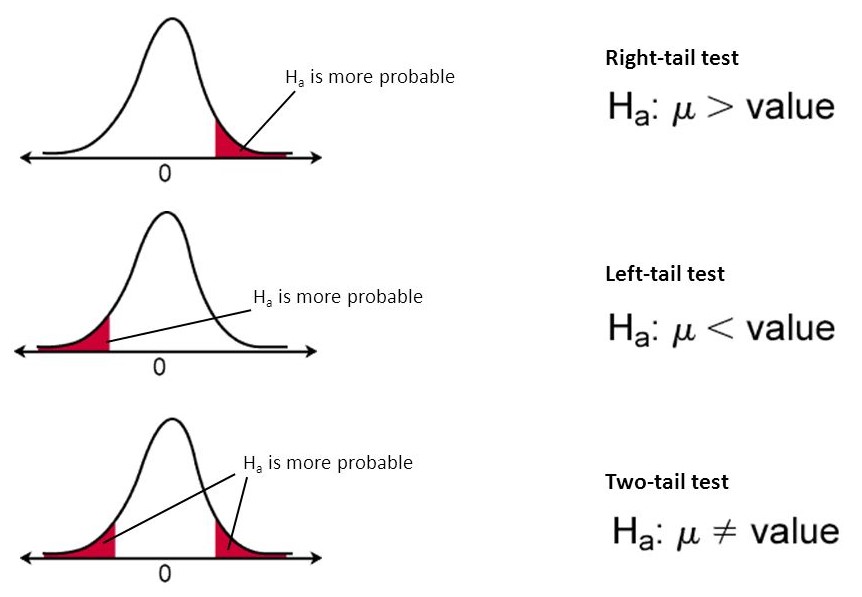 Right-tail test
Hₐ is more probable
Hₐ: μ > value
0
Left-tail test
Hₐ is more probable
Hₐ: μ < value
0
Hₐ is more probable
Two-tail test
Hₐ: μ ≠ value
0